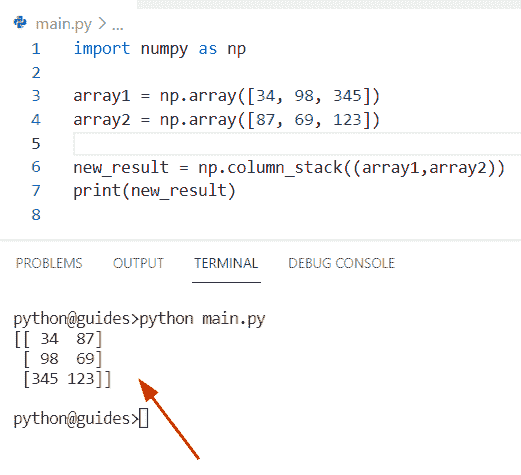 main.py > ...
1 import numpy as np
2
3 array1 = np.array([34, 98, 345])
4 array2 = np.array([87, 69, 123])
5
6 new_result = np.column_stack((array1,array2))
7 print(new_result)
8
PROBLEMS OUTPUT TERMINAL DEBUG CONSOLE
python@guides>python main.py
[[ 34  87]
 [ 98  69]
 [345 123]]
python@guides>